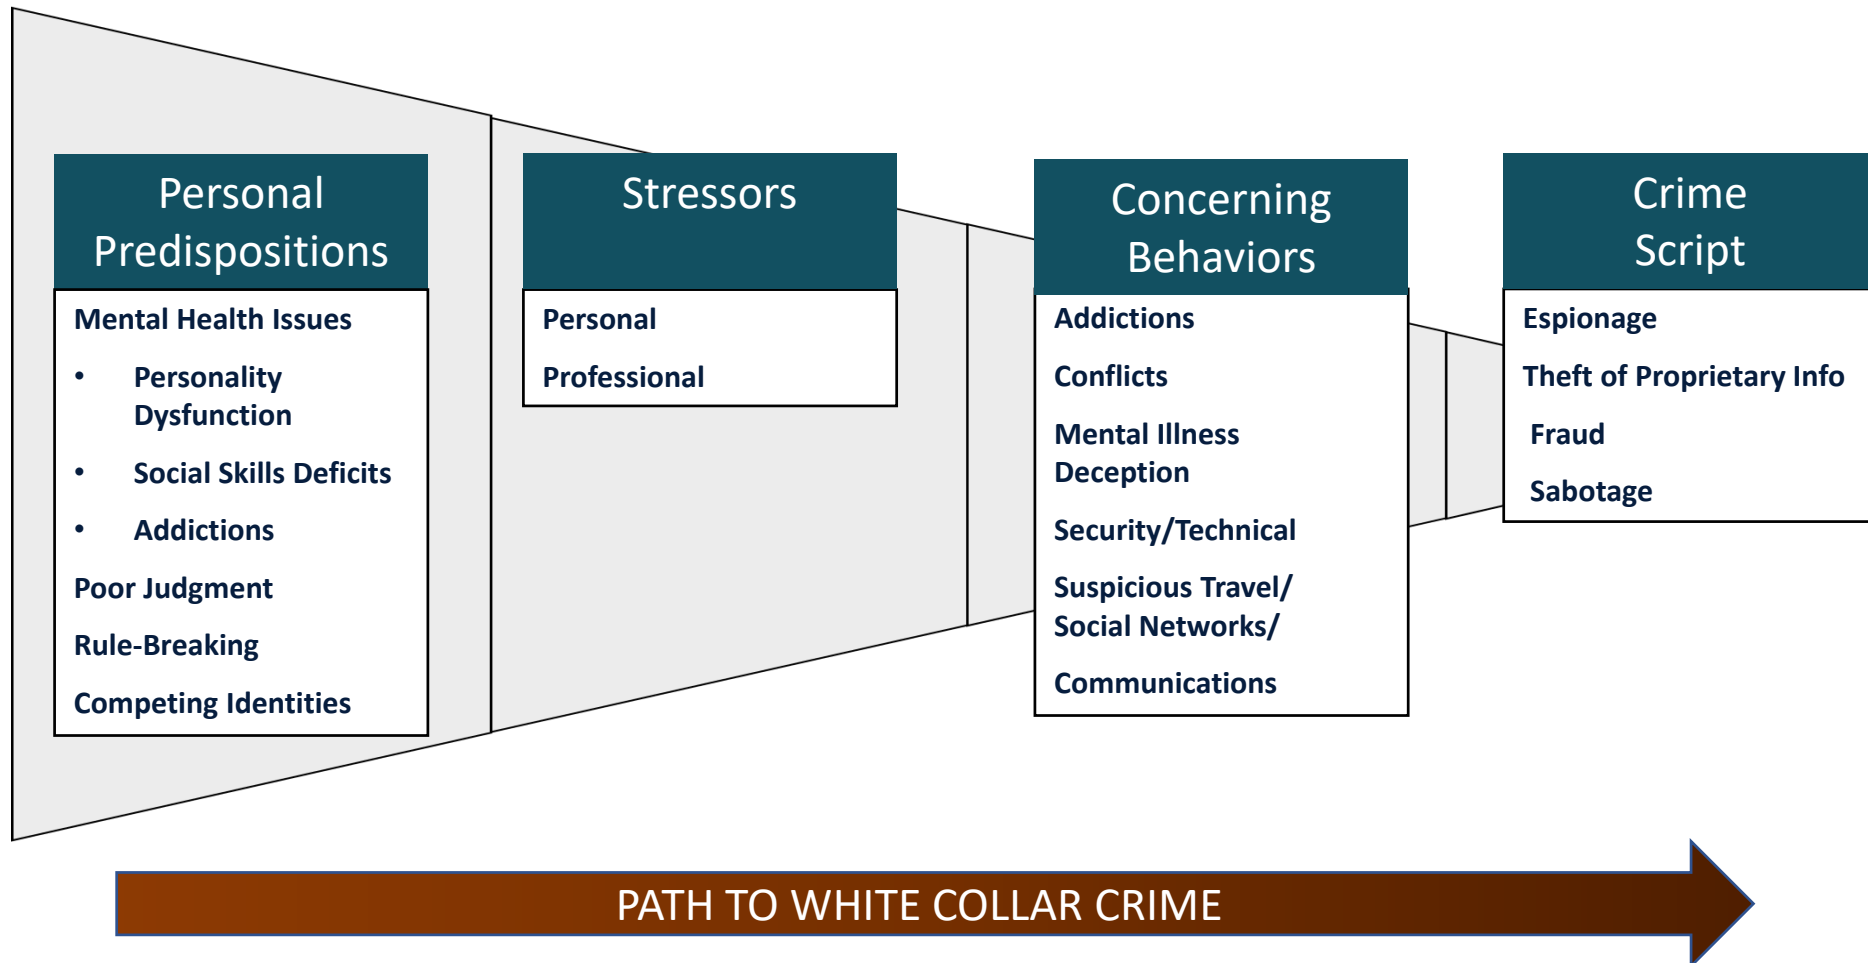 Personal
Predispositions
Mental Health Issues
• Personality
Dysfunction
• Social Skills Deficits
• Addictions
Poor Judgment
Rule-Breaking
Competing Identities
Stressors
Personal
Professional
Concerning
Behaviors
Addictions
Conflicts
Mental Illness
Deception
Security/Technical
Suspicious Travel/
Social Networks/
Communications
Crime
Script
Espionage
Theft of Proprietary Info
Fraud
Sabotage
PATH TO WHITE COLLAR CRIME